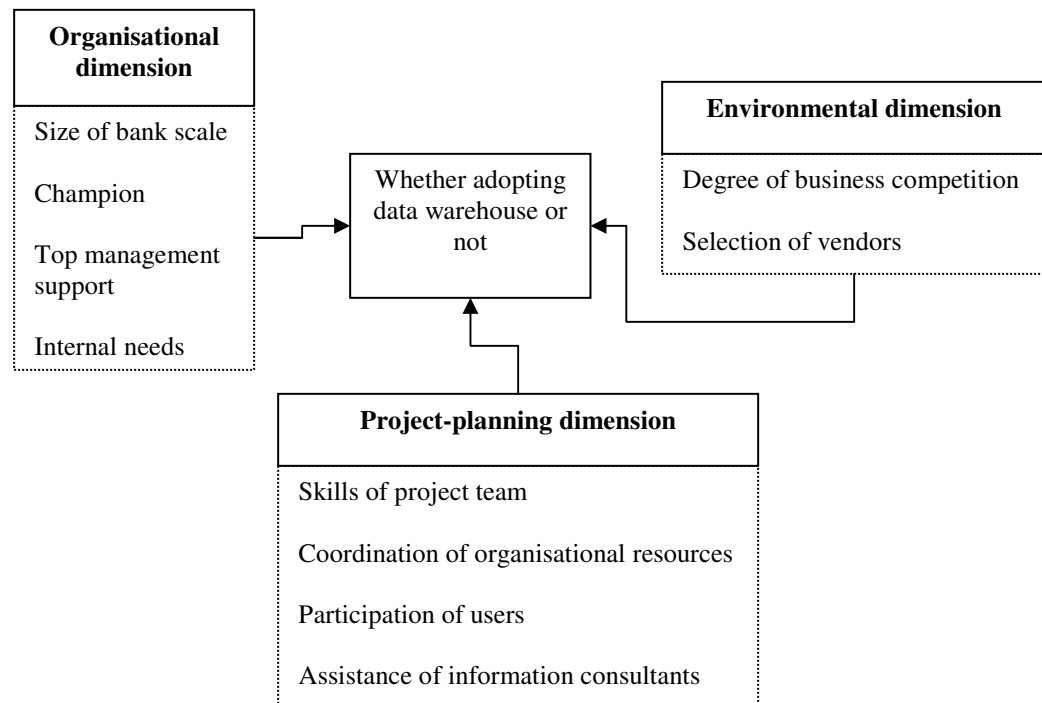 Organisational
dimension
Size of bank scale
Champion
Top management
support
Internal needs
Whether adopting
data warehouse or
not
Environmental dimension
Degree of business competition
Selection of vendors
Project-planning dimension
Skills of project team
Coordination of organisational resources
Participation of users
Assistance of information consultants